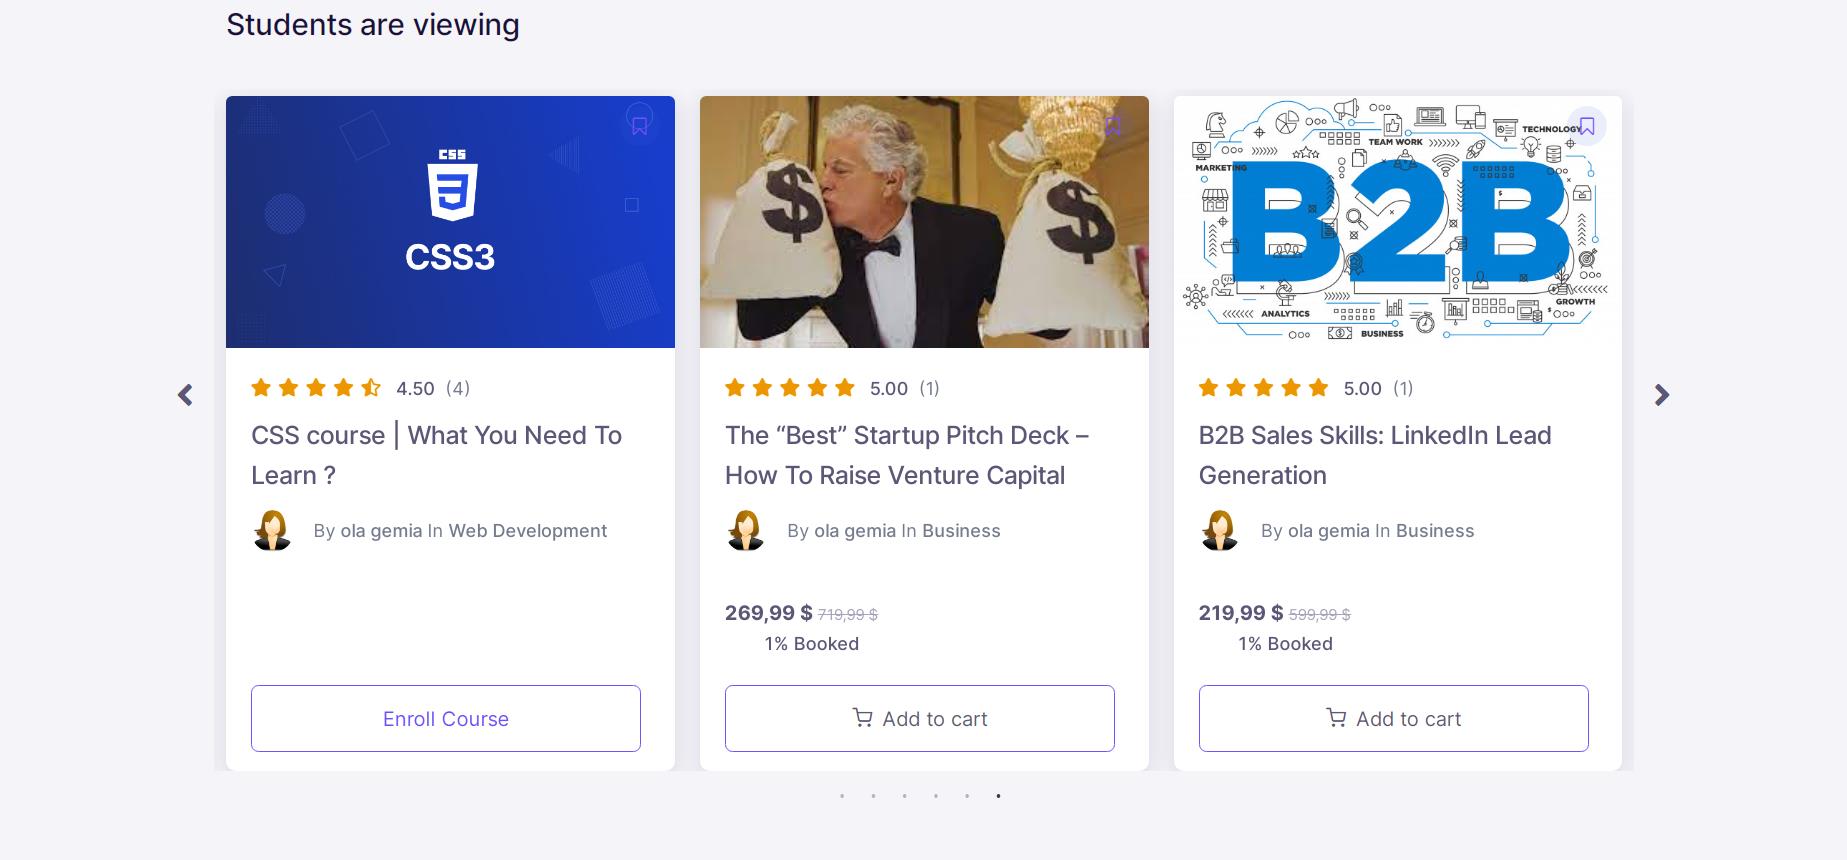 Students are viewing
CSS
3
CSS3
4.50 (4)
CSS course | What You Need To
Learn ?
By ola gemia In Web Development
Enroll Course
$
$
5.00 (1)
The “Best” Startup Pitch Deck –
How To Raise Venture Capital
By ola gemia In Business
269,99 $ 719,99 $
1% Booked
Add to cart
TECHNOLOGY
TEAM WORK
MARKETING
B2B
GROWTH
ANALYTICS
BUSINESS
5.00 (1)
B2B Sales Skills: LinkedIn Lead
Generation
By ola gemia In Business
219,99 $ 599,99 $
1% Booked
Add to cart